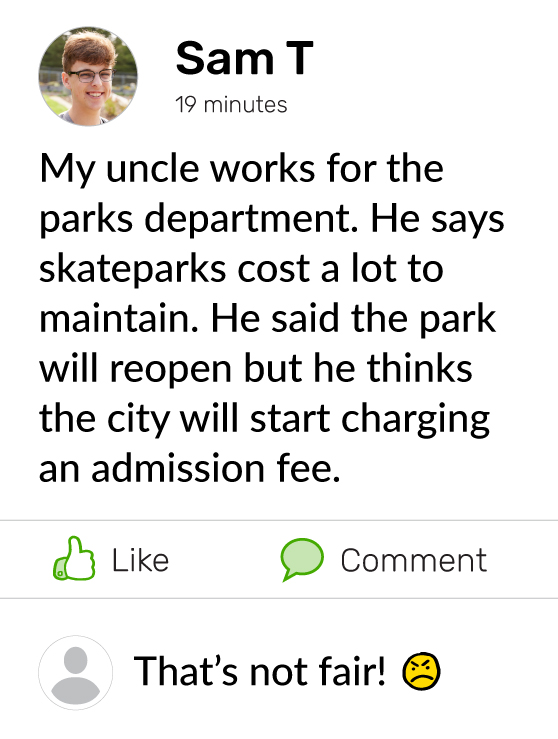 Sam T
19 minutes
My uncle works for the
parks department. He says
skateparks cost a lot to
maintain. He said the park
will reopen but he thinks
the city will start charging
an admission fee.
Like
Comment
That's not fair!